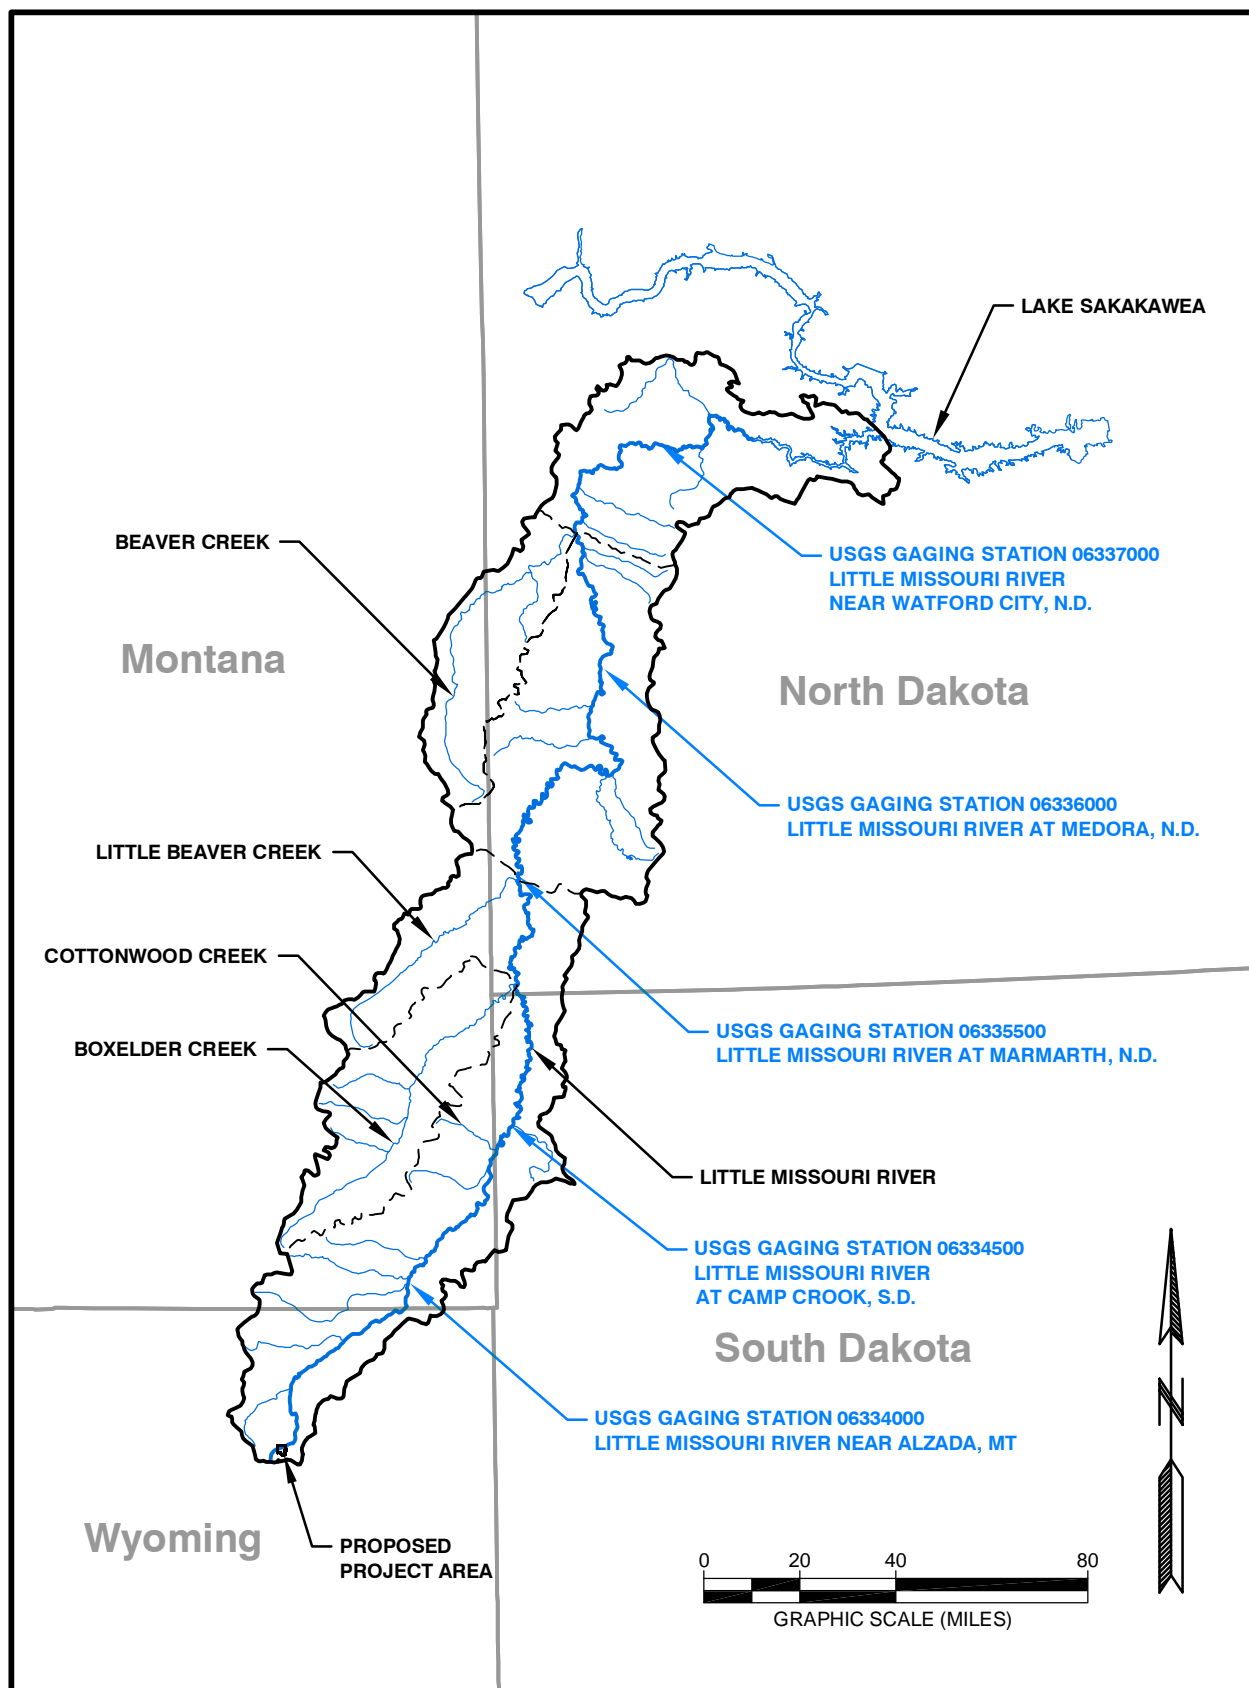 LAKE SAKAKAWEA
BEAVER CREEK
USGS GAGING STATION 06337000
LITTLE MISSOURI RIVER
NEAR WATFORD CITY, N.D.
Montana
North Dakota
USGS GAGING STATION 06336000
LITTLE MISSOURI RIVER AT MEDORA, N.D.
LITTLE BEAVER CREEK
COTTONWOOD CREEK
USGS GAGING STATION 06335500
LITTLE MISSOURI RIVER AT MARMARTH, N.D.
BOXELDER CREEK
LITTLE MISSOURI RIVER
USGS GAGING STATION 06334500
LITTLE MISSOURI RIVER
AT CAMP CROOK, S.D.
South Dakota
N
USGS GAGING STATION 06334000
LITTLE MISSOURI RIVER NEAR ALZADA, MT
Wyoming
PROPOSED
PROJECT AREA
0 20 40 80
GRAPHIC SCALE (MILES)